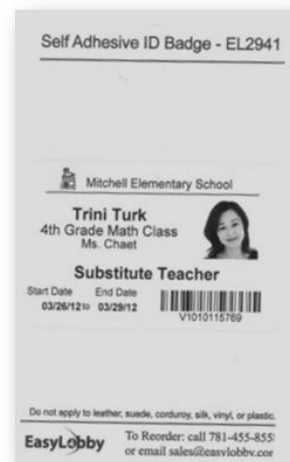 Self Adhesive ID Badge - EL2941
Mitchell Elementary School
Trini Turk
4th Grade Math Class
Ms. Chaet
Substitute Teacher
Start Date End Date
03/26/12 to 03/29/12
V1010115769
Do not apply to leather, suede, corduroy, silk, vinyl, or plastic.
EasyLobby
To Reorder: call 781-455-855
or email sales@easylobby.cor